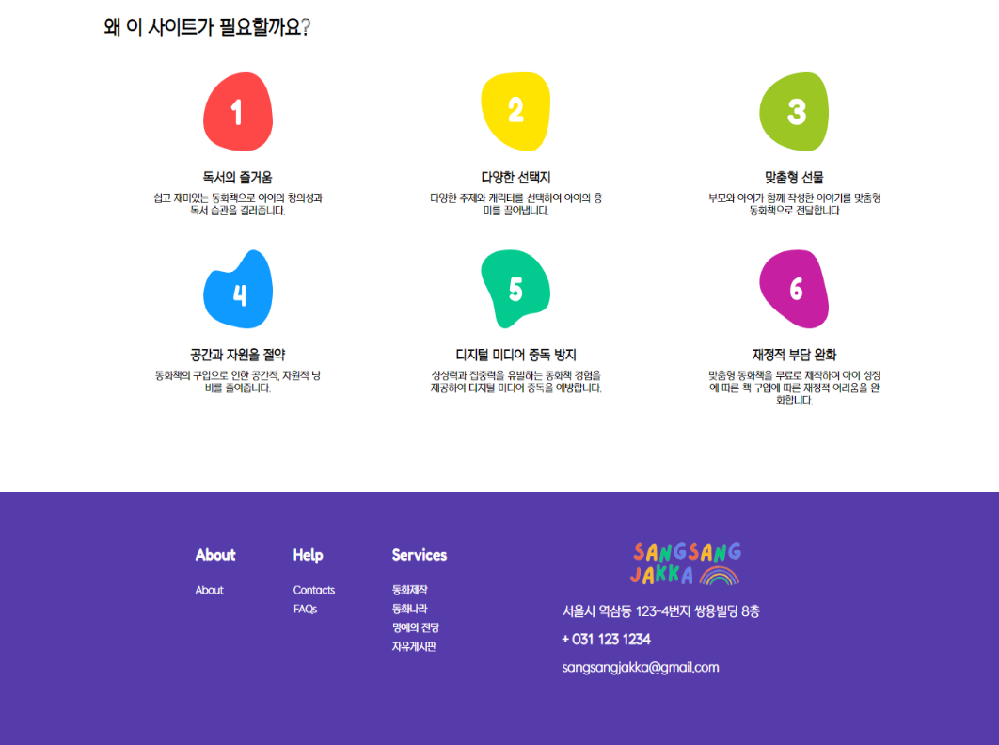 왜 이 사이트가 필요할까요?
1
2
3
독서의 즐거움
쉽고 재미있는 동화책으로 아이의 창의성과
독서 습관을 길러줍니다.
다양한 선택지
다양한 주제와 캐릭터를 선택하여 아이의 흥
미를 끌어냅니다.
맞춤형 선물
부모와 아이가 함께 작성한 이야기를 맞춤형
동화책으로 전달합니다
4
5
6
공간과 자원을 절약
동화책의 구입으로 인한 공간적, 자원적 낭
비를 줄여줍니다.
디지털 미디어 중독 방지
상상력과 집중력을 유발하는 동화책 경험을
제공하여 디지털 미디어 중독을 예방합니다.
재정적 부담 완화
맞춤형 동화책을 무료로 제작하여 아이 성장
에 따른 책 구입에 따른 재정적 어려움을 완
화합니다.
About
About
Help
Contacts
FAQs
Services
동화제작
동화나라
명예의 전당
자유게시판
SANGSANG
JAKKA
서울시 역삼동 123-4번지 쌍용빌딩 8층
+ 031 123 1234
sangsangjakka@gmail.com